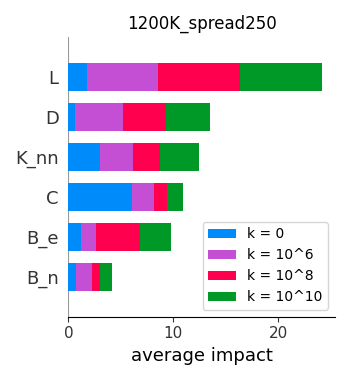 1200K_spread250
L
D
K_nn
C
B_e
B_n
k = 0
k = 10^6
k = 10^8
k = 10^10
0 10 20
average impact